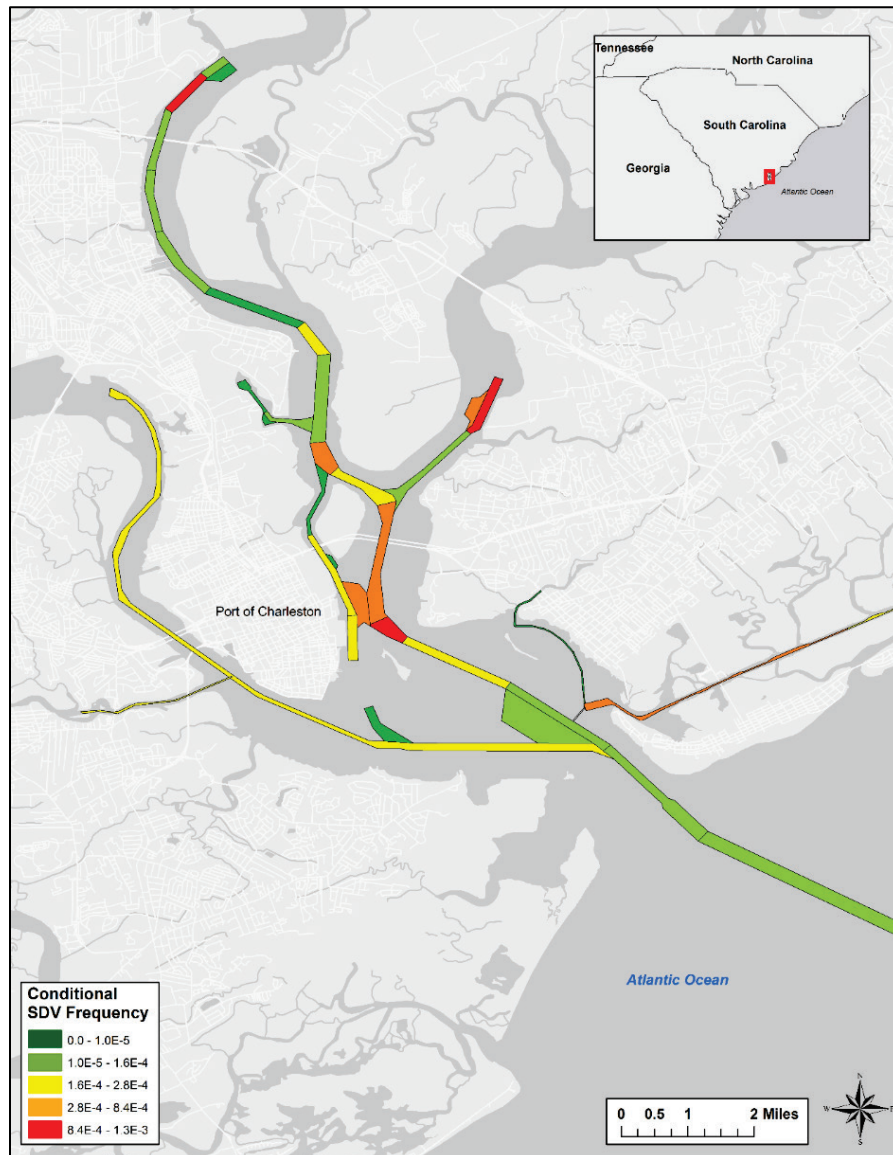 Tennessee
North Carolina
South Carolina
Georgia
Atlantic Ocean
Port of Charleston
Atlantic Ocean
Conditional
SDV Frequency
0.0 - 1.0E-5
1.0E-5 - 1.6E-4
1.6E-4 - 2.8E-4
2.8E-4 - 8.4E-4
8.4E-4 - 1.3E-3
0 0.5 1 2 Miles
N
W E
S